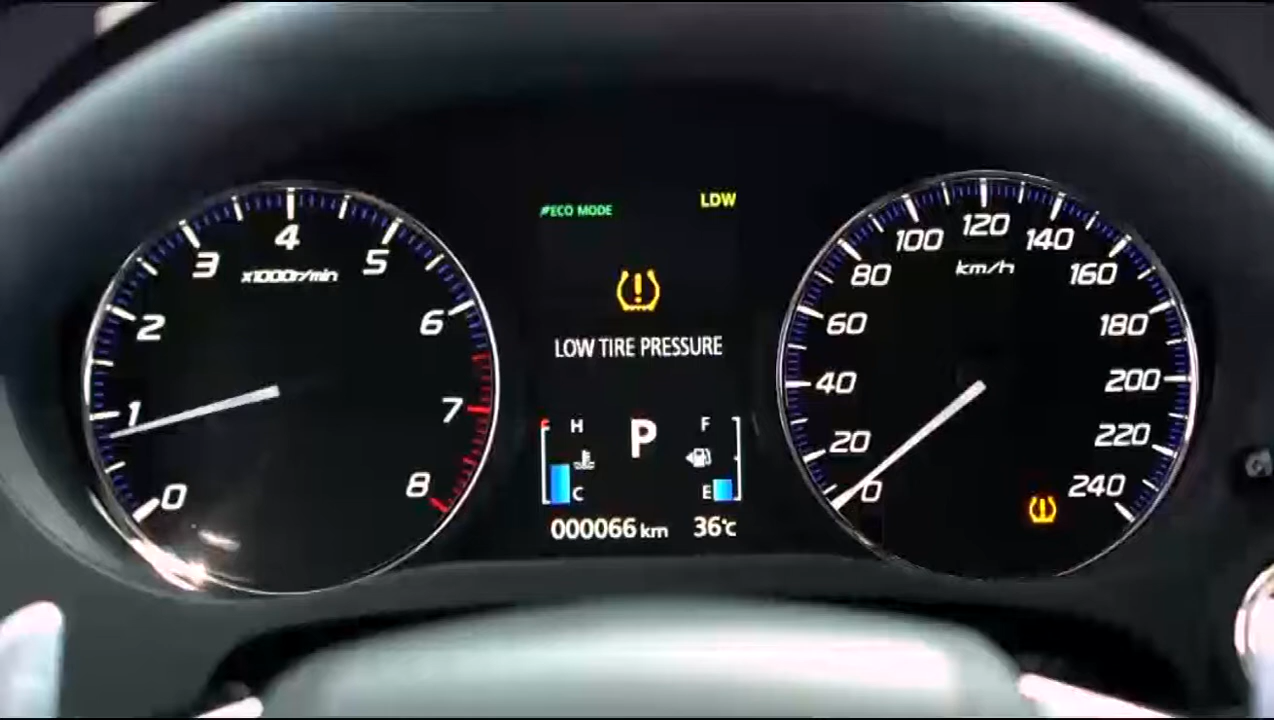 ECO MODE
LDW
LOW TIRE PRESSURE
0
1
2
3
4
5
6
7
8
x1000r/min
H
C
P
F
E
000066 km
36℃
0
20
40
60
80
100
120
140
160
180
200
220
240
km/h